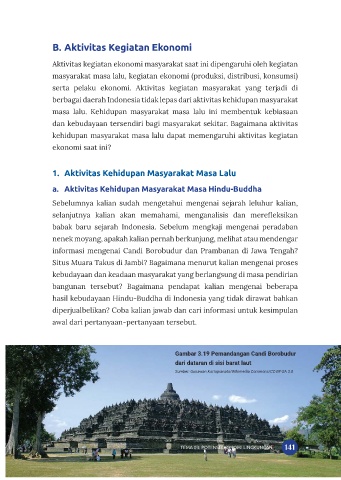 B. Aktivitas Kegiatan Ekonomi
Aktivitas kegiatan ekonomi masyarakat saat ini dipengaruhi oleh kegiatan
masyarakat masa lalu, kegiatan ekonomi (produksi, distribusi, konsumsi)
serta pelaku ekonomi. Aktivitas kegiatan masyarakat yang terjadi di
berbagai daerah Indonesia tidak lepas dari aktivitas kehidupan masyarakat
masa lalu. Kehidupan masyarakat masa lalu ini membentuk kebiasaan
dan kebudayaan tersendiri bagi masyarakat sekitar. Bagaimana aktivitas
kehidupan masyarakat masa lalu dapat memengaruhi aktivitas kegiatan
ekonomi saat ini?
1. Aktivitas Kehidupan Masyarakat Masa Lalu
a. Aktivitas Kehidupan Masyarakat Masa Hindu-Buddha
Sebelumnya kalian sudah mengetahui mengenai sejarah leluhur kalian,
selanjutnya kalian akan memahami, menganalisis dan merefleksikan
babak baru sejarah Indonesia. Sebelum mengkaji mengenai peradaban
nenek moyang, apakah kalian pernah berkunjung, melihat atau mendengar
informasi mengenai Candi Borobudur dan Prambanan di Jawa Tengah?
Situs Muara Takus di Jambi? Bagaimana menurut kalian mengenai proses
kebudayaan dan keadaan masyarakat yang berlangsung di masa pendirian
bangunan tersebut? Bagaimana pendapat kalian mengenai beberapa
hasil kebudayaan Hindu-Buddha di Indonesia yang tidak dirawat bahkan
diperjualbelikan? Coba kalian jawab dan cari informasi untuk kesimpulan
awal dari pertanyaan-pertanyaan tersebut.
Gambar 3.19 Pemandangan Candi Borobudur
dari dataran di sisi barat laut
Sumber: Gunawan Kartapranata/Wikimedia Commons/CC BY-SA 3.0
TEMA 03: POTENSI EKONOMI LINGKUNGAN 141